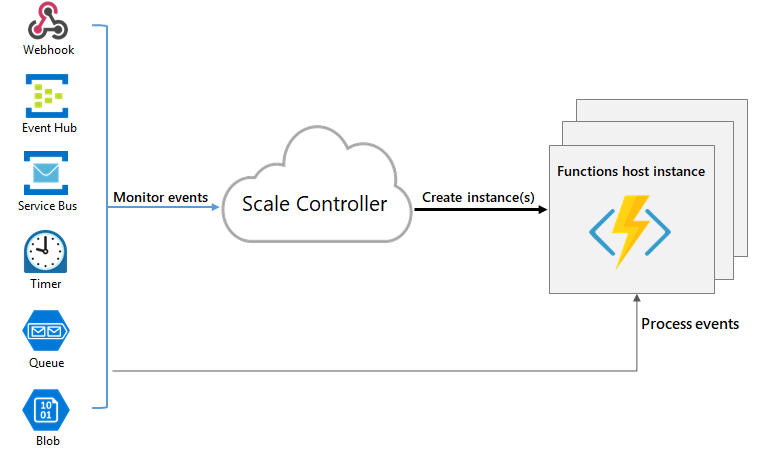 Webhook
Event Hub
Service Bus
Timer
Queue
10
01
Blob
Monitor events
Scale Controller
Create instance(s)
Functions host instance
Process events